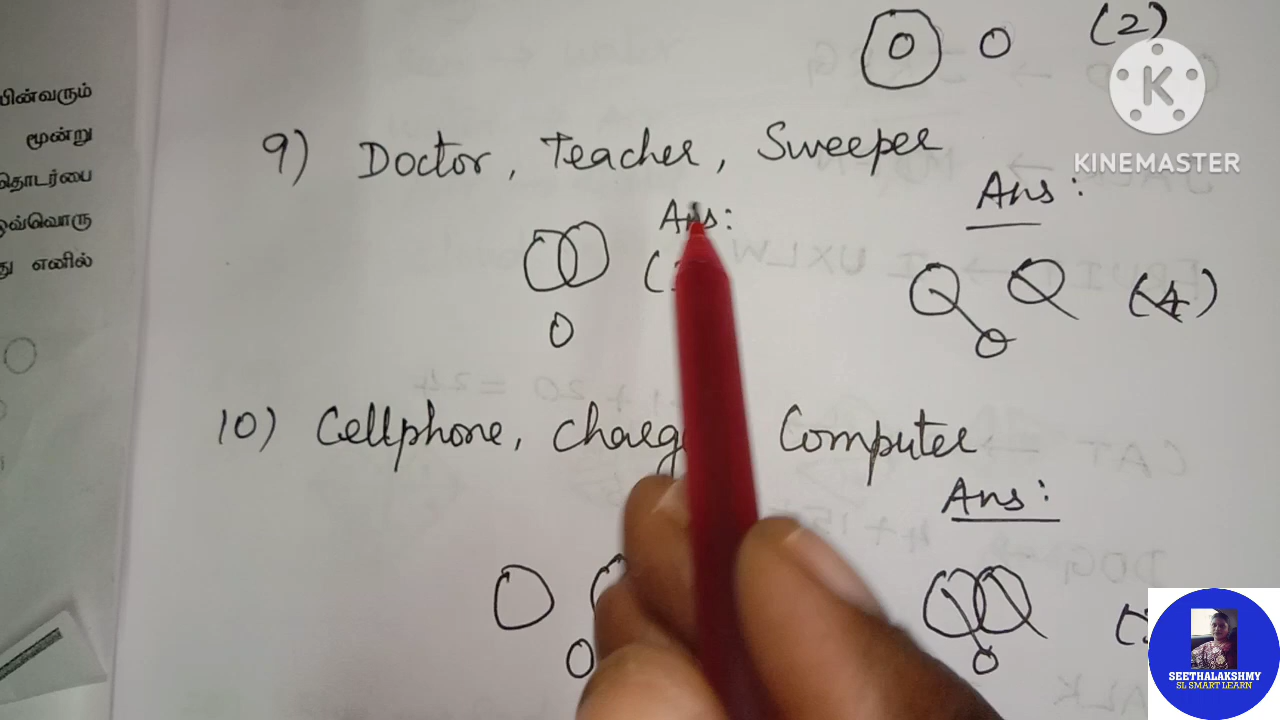 (2)
KINEMASTER
பின்வரும்
மூன்று
தொடர்பை
ஒவ்வொரு
து எனில்
9) Doctor, Teacher, Sweeper
Ans:
Ans:
(4)
10) Cellphone, Computer
Ans:
SEETHALAKSHMY
SL SMART LEARN